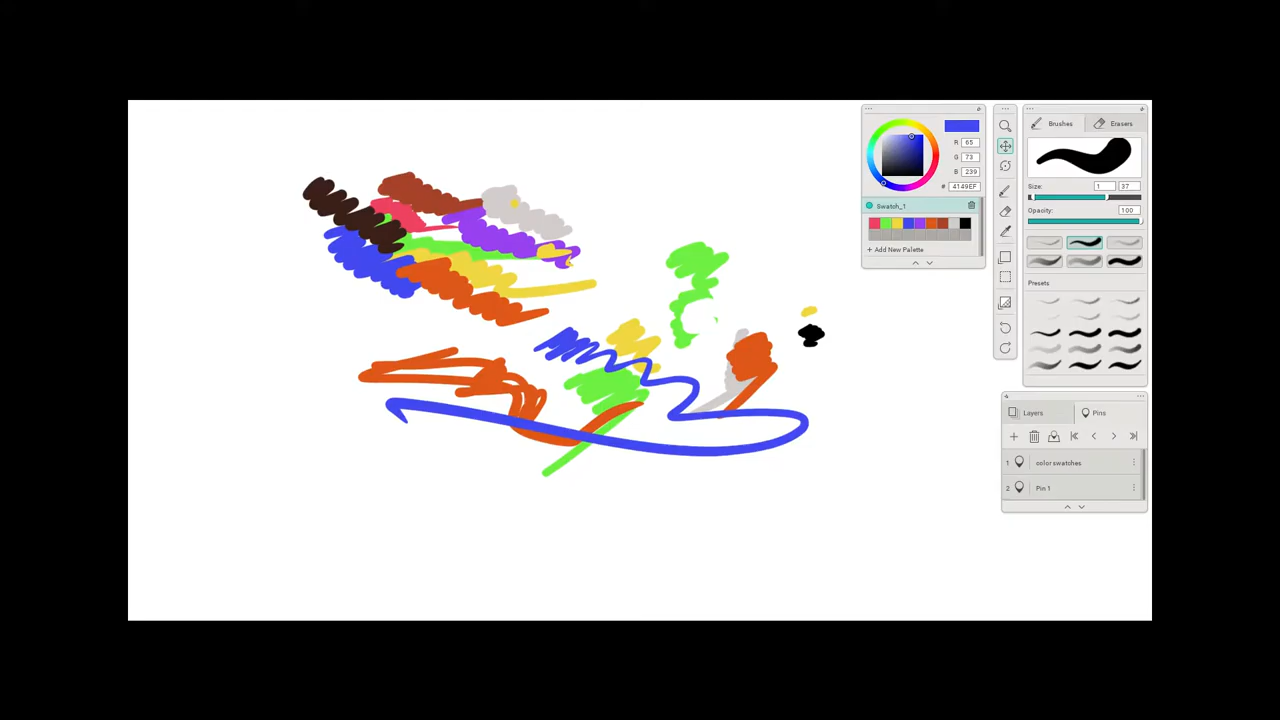 Brushes
Erasers
R 65
G 73
B 239
# 4149EF
Size: 1 37
Swatch_1
Opacity: 100
+ Add New Palette
Presets
Layers
Pins
1 color swatches
2 Pin 1